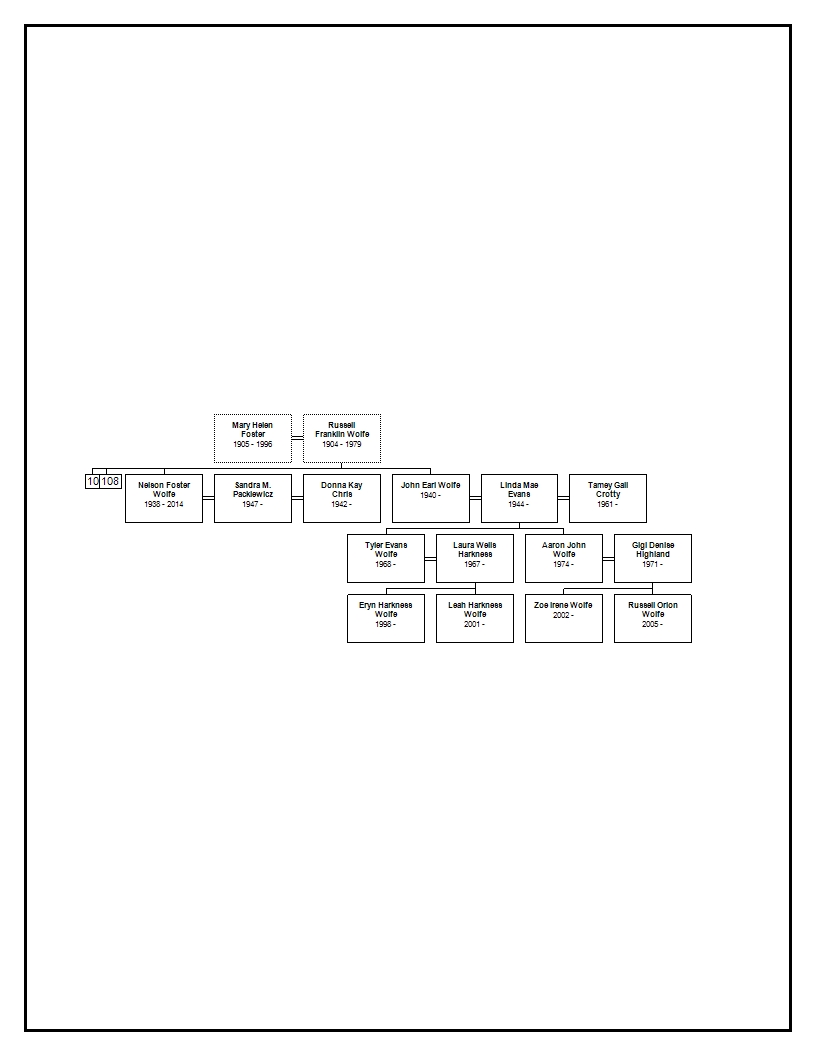 Mary Helen
Foster
1905 - 1996
Russell
Franklin Wolfe
1904 - 1979
10
108
Nelson Foster
Wolfe
1938 - 2014
Sandra M.
Packiewicz
1947 -
Donna Kay
Chris
1942 -
John Earl Wolfe
1940 -
Linda Mae
Evans
1944 -
Tamey Gail
Crotty
1961 -
Tyler Evans
Wolfe
1968 -
Laura Wells
Harkness
1967 -
Aaron John
Wolfe
1974 -
Gigi Denise
Highland
1971 -
Eryn Harkness
Wolfe
1998 -
Leah Harkness
Wolfe
2001 -
Zoe Irene Wolfe
2002 -
Russell Orion
Wolfe
2005 -